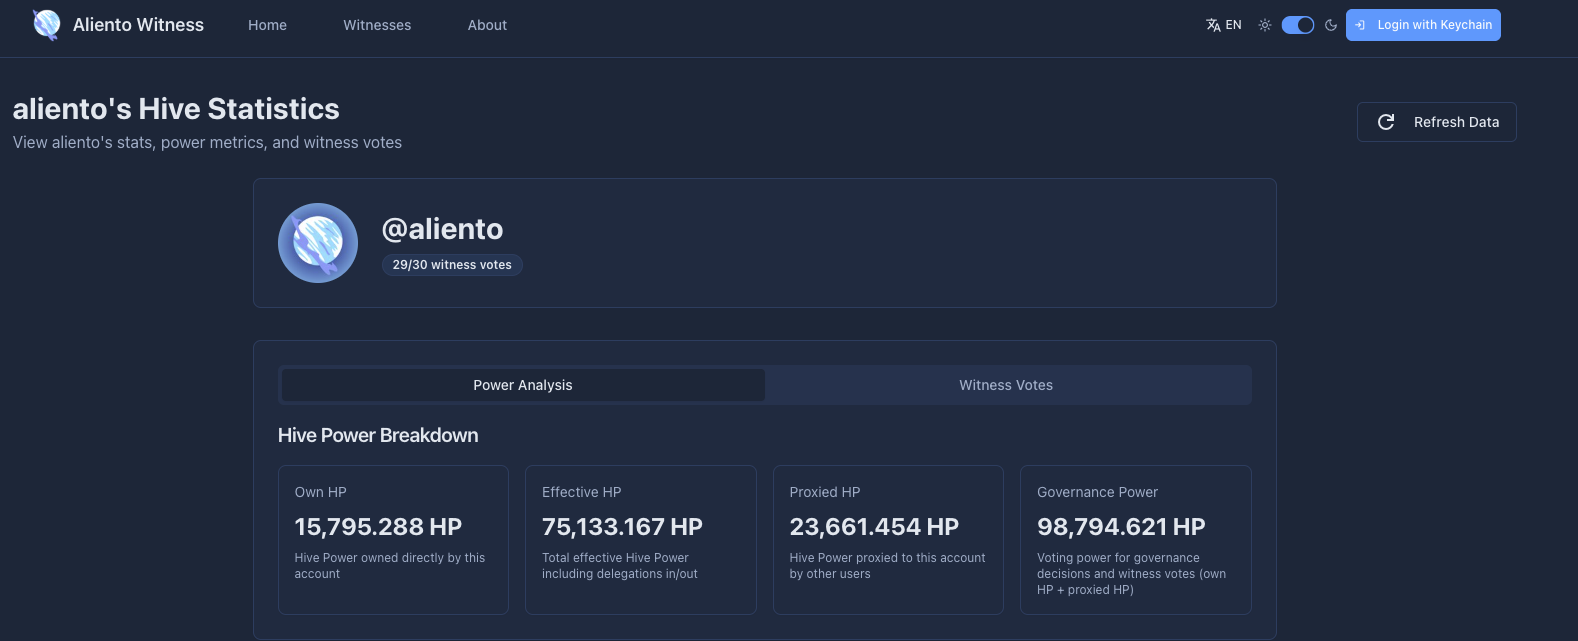 Aliento Witness
Home
Witnesses
About
EN
Login with Keychain
aliento's Hive Statistics
View aliento's stats, power metrics, and witness votes
Refresh Data
@aliento
29/30 witness votes
Power Analysis
Witness Votes
Hive Power Breakdown
Own HP
15,795.288 HP
Hive Power owned directly by this
account
Effective HP
75,133.167 HP
Total effective Hive Power
including delegations in/out
Proxied HP
23,661.454 HP
Hive Power proxied to this account
by other users
Governance Power
98,794.621 HP
Voting power for governance
decisions and witness votes (own
HP + proxied HP)